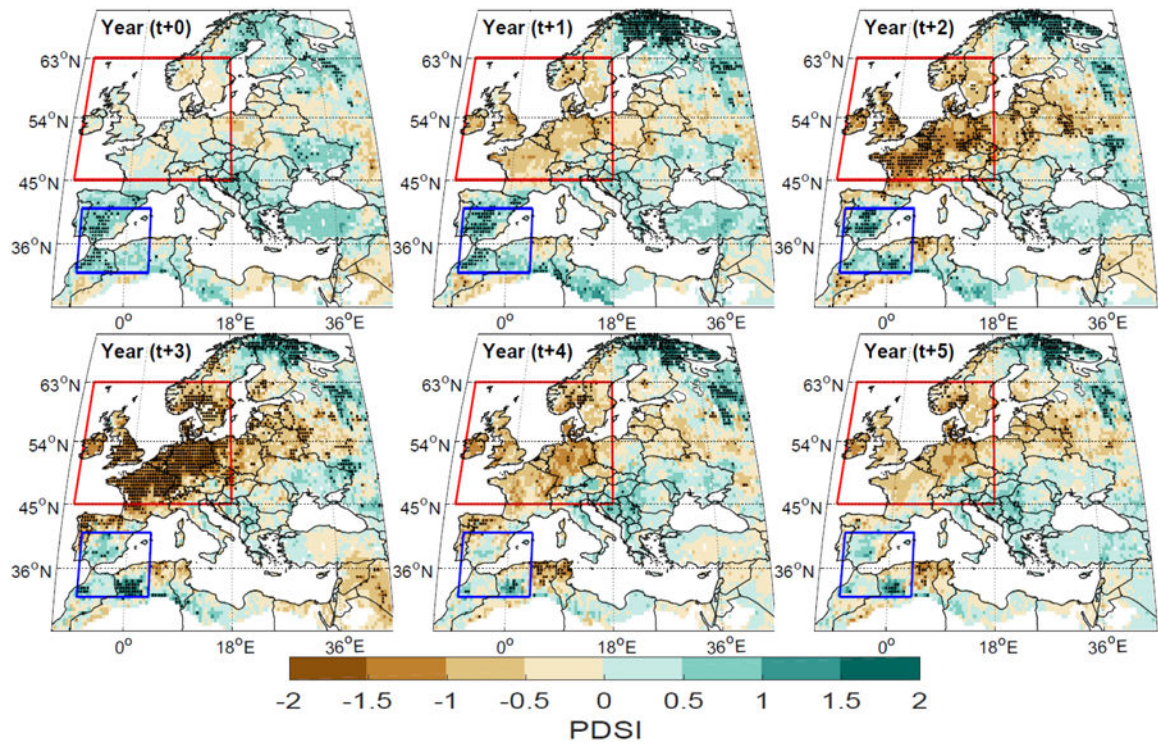 Year (t+0) Year (t+1) Year (t+2)
63°N 63°N 63°N
54°N 54°N 54°N
45°N 45°N 45°N
36°N 36°N 36°N
0° 18°E 36°E 0° 18°E 36°E 0° 18°E 36°E
Year (t+3) Year (t+4) Year (t+5)
63°N 63°N 63°N
54°N 54°N 54°N
45°N 45°N 45°N
36°N 36°N 36°N
0° 18°E 36°E 0° 18°E 36°E 0° 18°E 36°E
-2 -1.5 -1 -0.5 0 0.5 1 1.5 2
PDSI